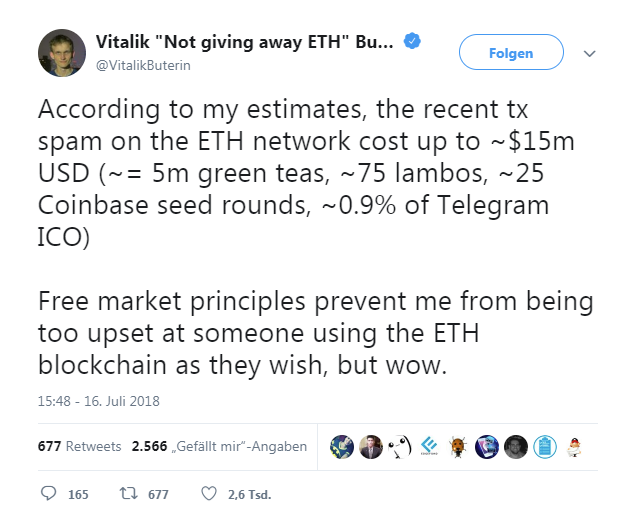 Vitalik "Not giving away ETH" Bu...
@VitalikButerin
Folgen
According to my estimates, the recent tx
spam on the ETH network cost up to ~$15m
USD (~= 5m green teas, ~75 lambos, ~25
Coinbase seed rounds, ~0.9% of Telegram
ICO)
Free market principles prevent me from being
too upset at someone using the ETH
blockchain as they wish, but wow.
15:48 - 16. Juli 2018
677 Retweets 2.566 „Gefällt mir“-Angaben
165 677 2,6 Tsd.